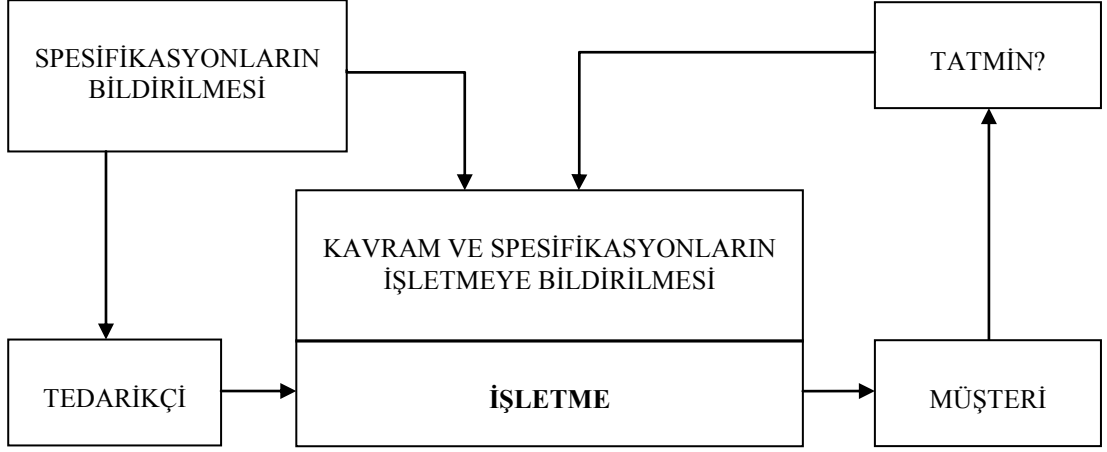 SPESİFİKASYONLARIN
BİLDİRİLMESİ
TATMİN?
KAVRAM VE SPESİFİKASYONLARIN
İŞLETMEYE BİLDİRİLMESİ
TEDARİKÇİ
İŞLETME
MÜŞTERİ